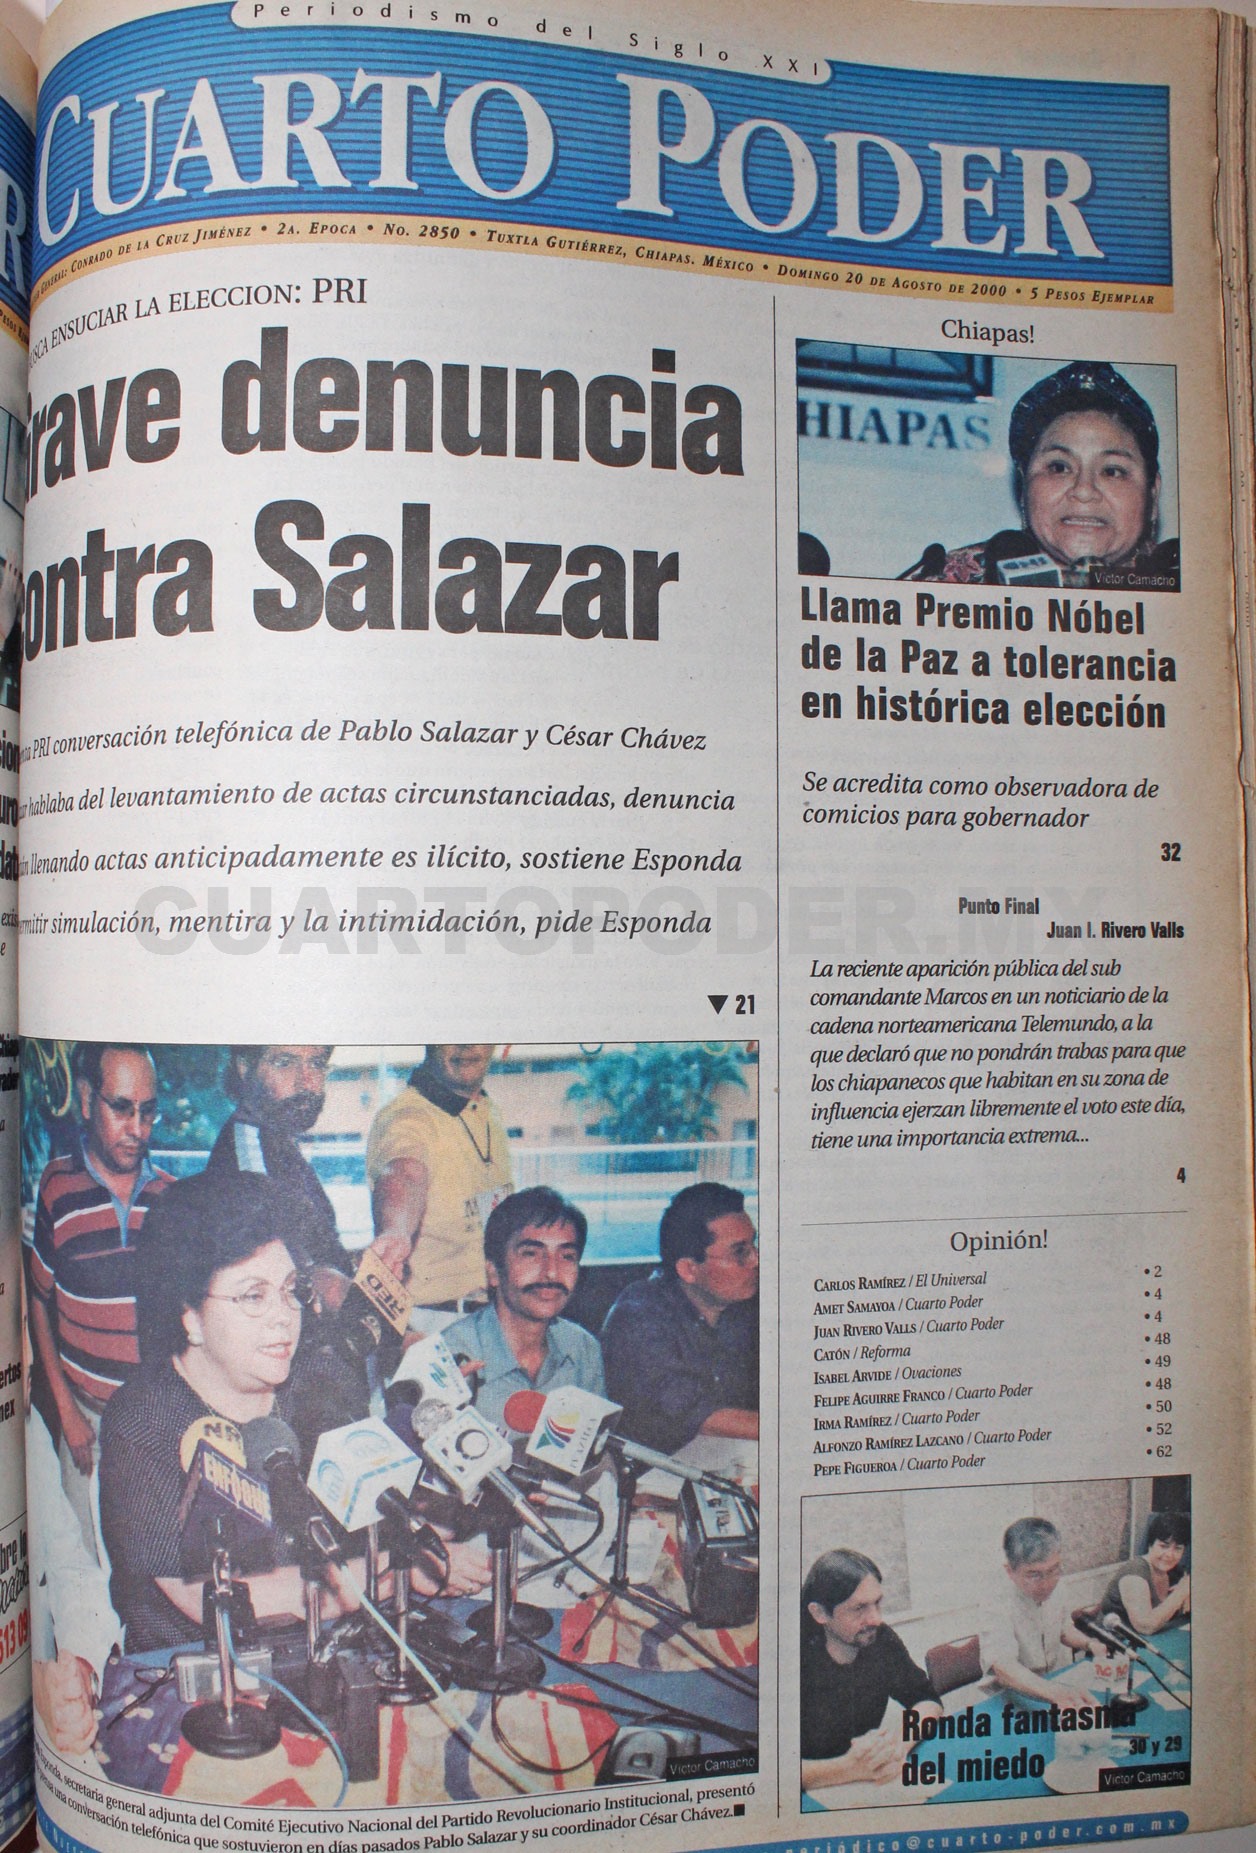 Periodismo del Siglo XXI
CUARTO PODER
GENERAL: CONRADO DE LA CRUZ JIMÉNEZ • 2A. EPOCA • NO. 2850 • TUXTLA GUTIÉRREZ, CHIAPAS. MÉXICO • DOMINGO 20 DE AGOSTO DE 2000 • 5 PESOS EJEMPLAR
ENSUCIAR LA ELECCION: PRI
rave denuncia
ontra Salazar
PRI conversación telefónica de Pablo Salazar y César Chávez
hablaba del levantamiento de actas circunstanciadas, denuncia
llenando actas anticipadamente es ilícito, sostiene Esponda
simulación, mentira y la intimidación, pide Esponda
▼ 21
CUARTOPODER.MX
RED
NRT
ENFOQUE
AZTECA
Víctor Camacho
Esponda, secretaria general adjunta del Comité Ejecutivo Nacional del Partido Revolucionario Institucional, presentó
una conversación telefónica que sostuvieron en días pasados Pablo Salazar y su coordinador César Chávez.■
Chiapas!
HIAPAS
Víctor Camacho
Llama Premio Nóbel
de la Paz a tolerancia
en histórica elección
Se acredita como observadora de
comicios para gobernador
32
Punto Final
Juan I. Rivero Valls
La reciente aparición pública del sub
comandante Marcos en un noticiario de la
cadena norteamericana Telemundo, a la
que declaró que no pondrán trabas para que
los chiapanecos que habitan en su zona de
influencia ejerzan libremente el voto este día,
tiene una importancia extrema...
4
Opinión!
CARLOS RAMÍREZ / El Universal • 2
AMET SAMAYOA / Cuarto Poder • 4
JUAN RIVERO VALLS / Cuarto Poder • 4
CATÓN / Reforma • 48
ISABEL ARVIDE / Ovaciones • 49
FELIPE AGUIRRE FRANCO / Cuarto Poder • 48
IRMA RAMÍREZ / Cuarto Poder • 50
ALFONZO RAMÍREZ LAZCANO / Cuarto Poder • 52
PEPE FIGUEROA / Cuarto Poder • 62
Ronda fantasma
del miedo
30 y 29
Víctor Camacho
periódico@cuarto-poder.com.mx